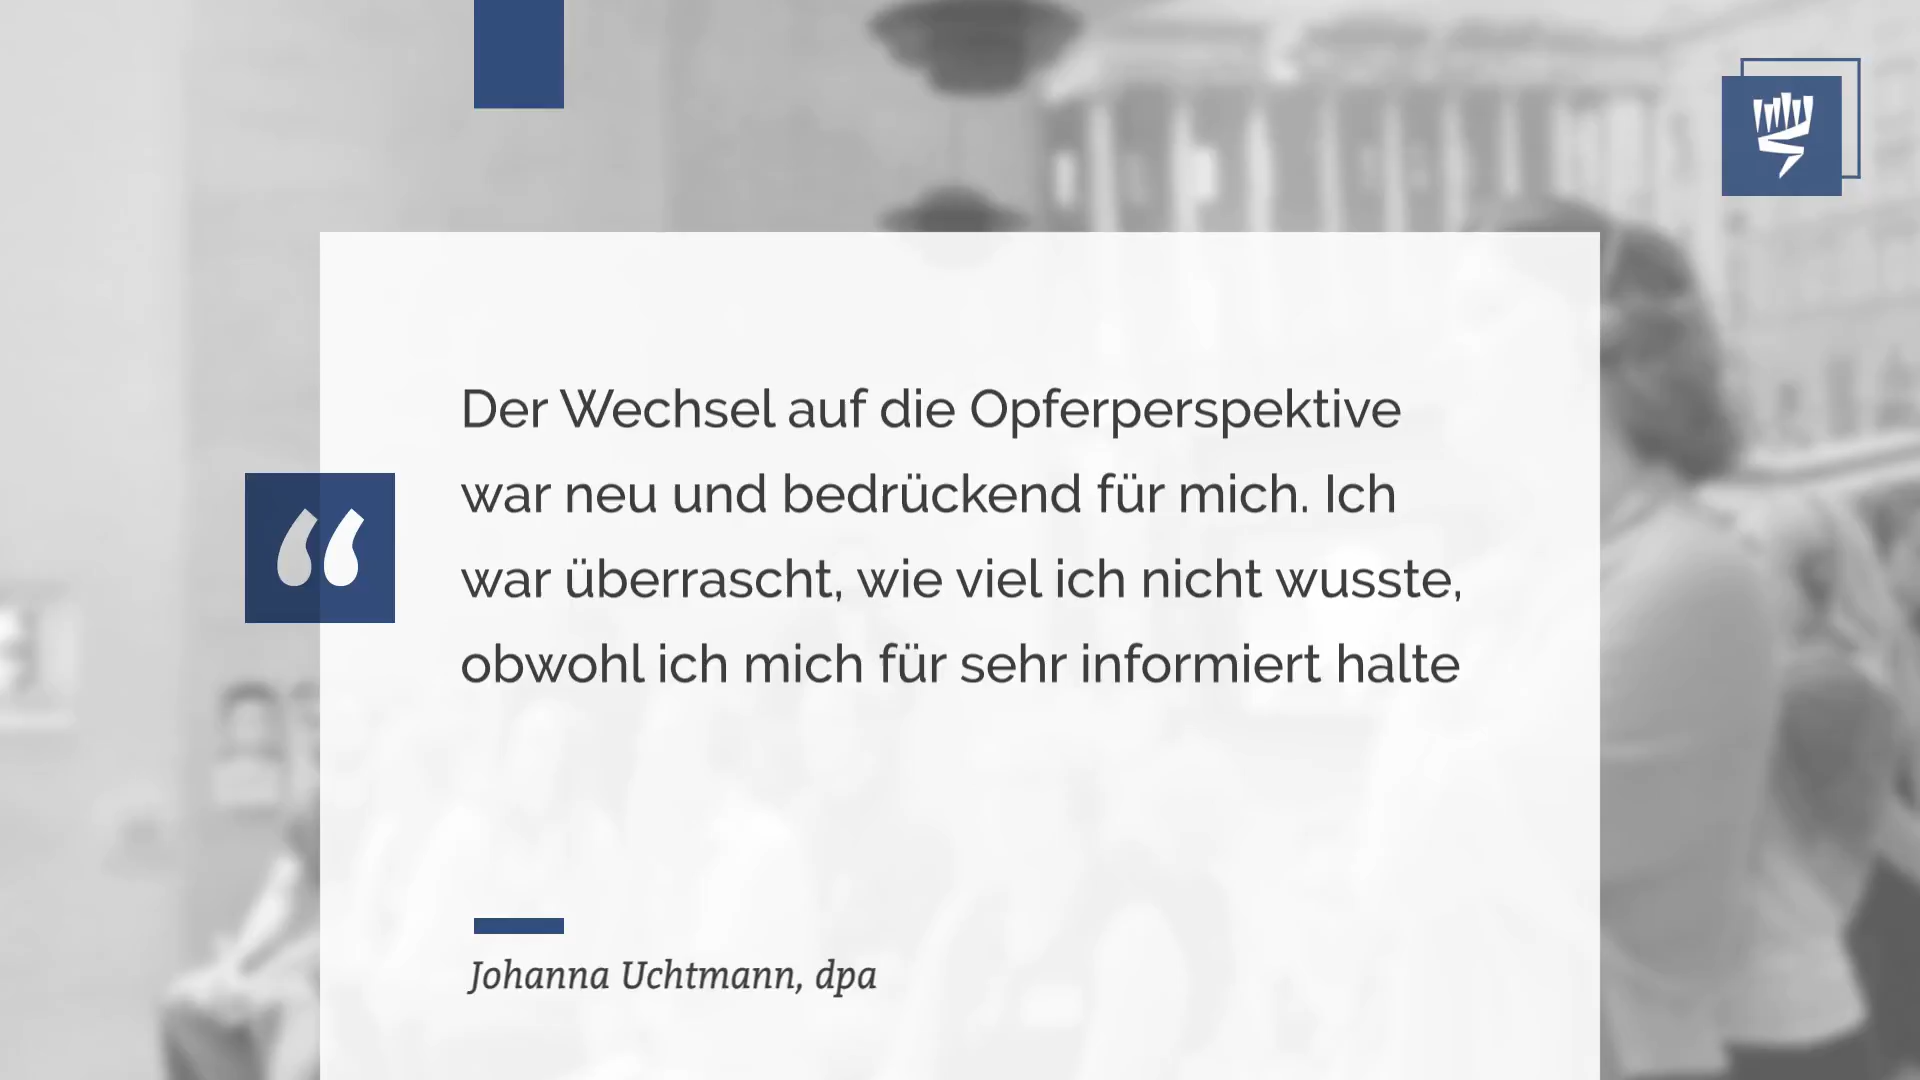 Der Wechsel auf die Opferperspektive
war neu und bedrückend für mich. Ich
war überrascht, wie viel ich nicht wusste,
obwohl ich mich für sehr informiert halte
Johanna Uchtmann, dpa